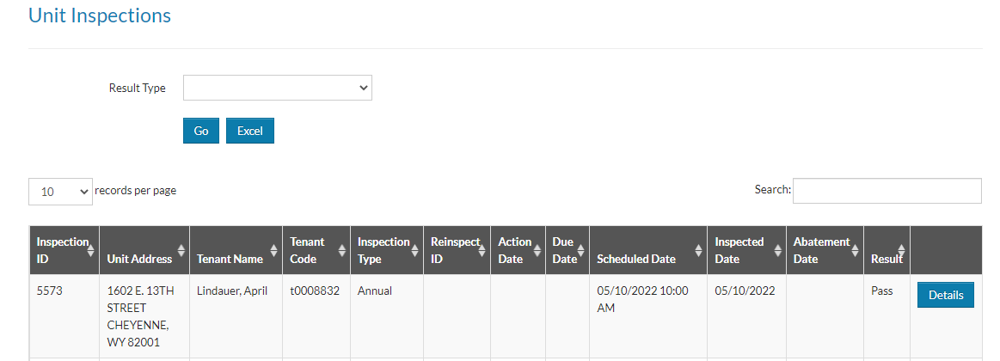 Unit Inspections
Result Type
Go Excel
10 records per page Search:
Inspection ID Unit Address Tenant Name Tenant Code Inspection Type Reinspect ID Action Date Due Date Scheduled Date Inspected Date Abatement Date Result
5573 1602 E. 13TH STREET CHEYENNE, WY 82001 Lindauer, April t0008832 Annual 05/10/2022 10:00 AM 05/10/2022 Pass Details